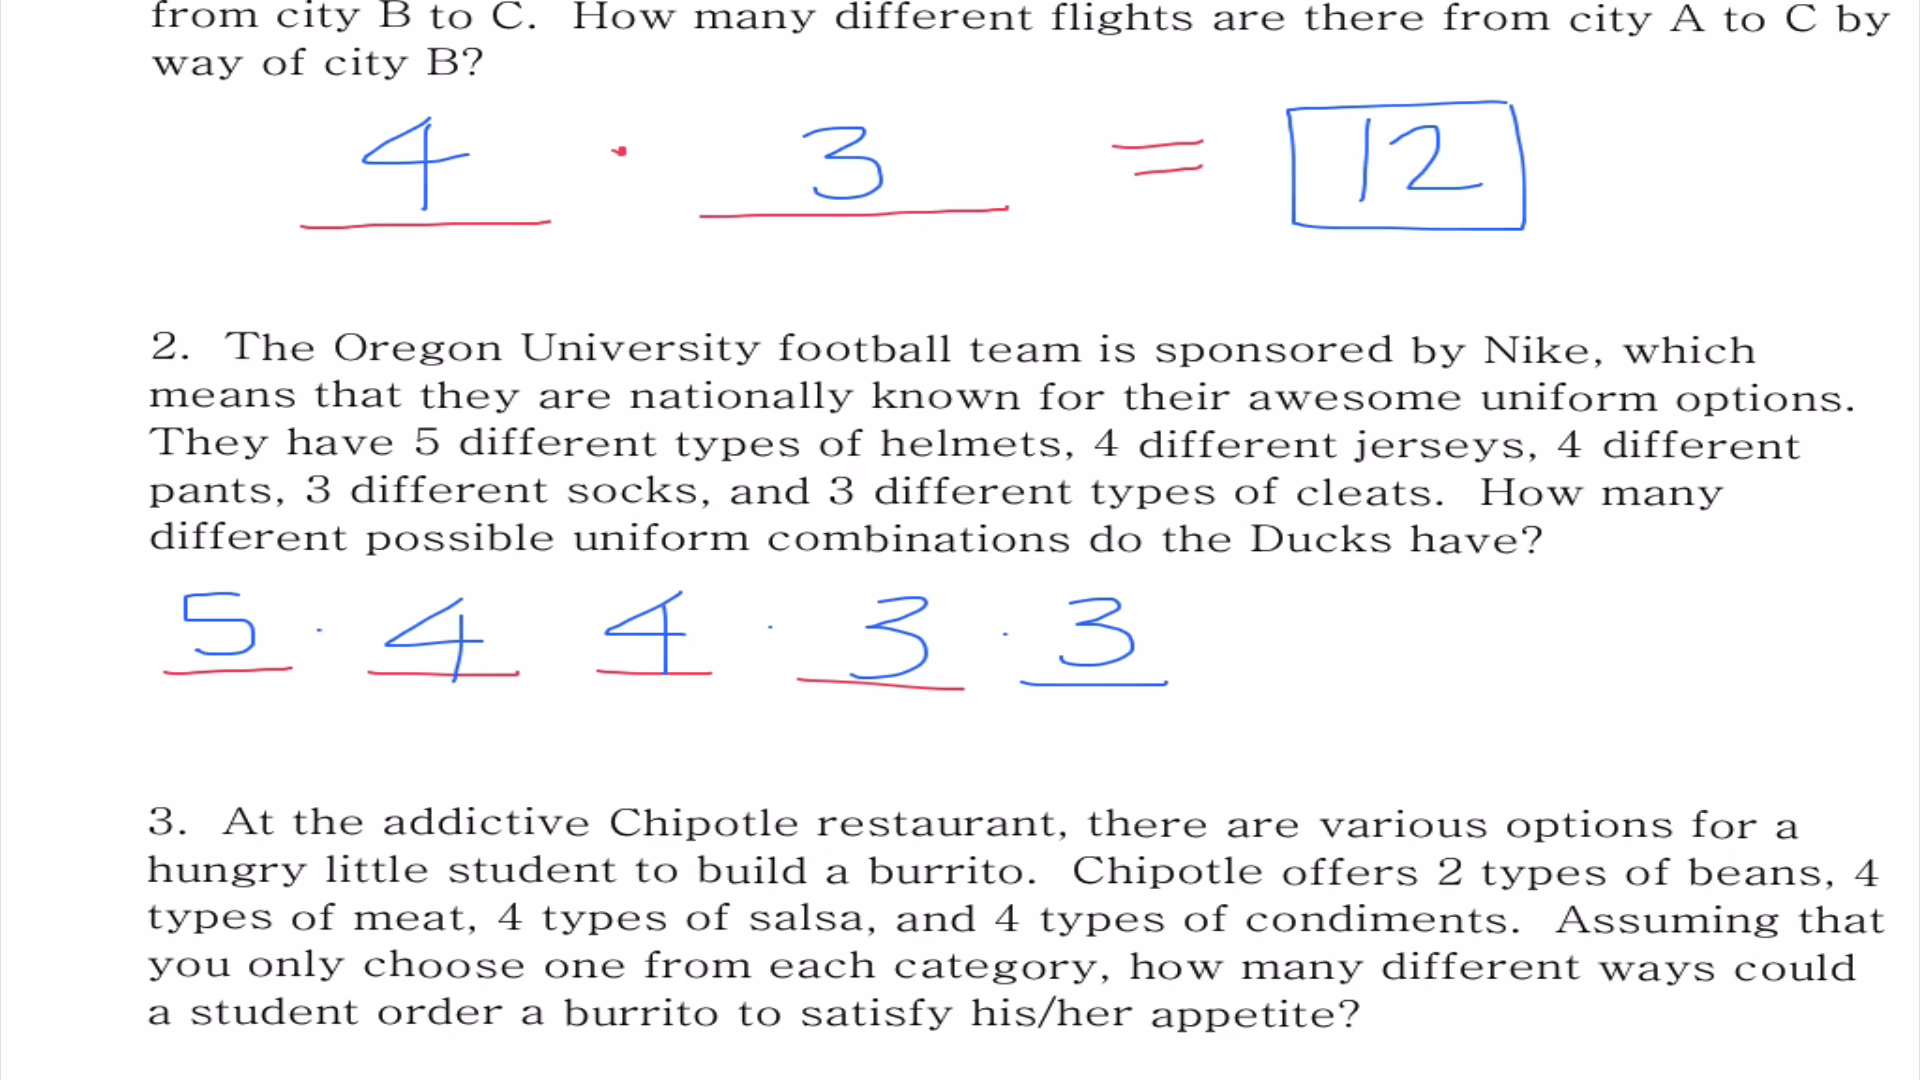 from city B to C. How many different flights are there from city A to C by
way of city B?
4 · 3 = 12
2. The Oregon University football team is sponsored by Nike, which
means that they are nationally known for their awesome uniform options.
They have 5 different types of helmets, 4 different jerseys, 4 different
pants, 3 different socks, and 3 different types of cleats. How many
different possible uniform combinations do the Ducks have?
5 · 4 4 · 3 · 3
3. At the addictive Chipotle restaurant, there are various options for a
hungry little student to build a burrito. Chipotle offers 2 types of beans, 4
types of meat, 4 types of salsa, and 4 types of condiments. Assuming that
you only choose one from each category, how many different ways could
a student order a burrito to satisfy his/her appetite?